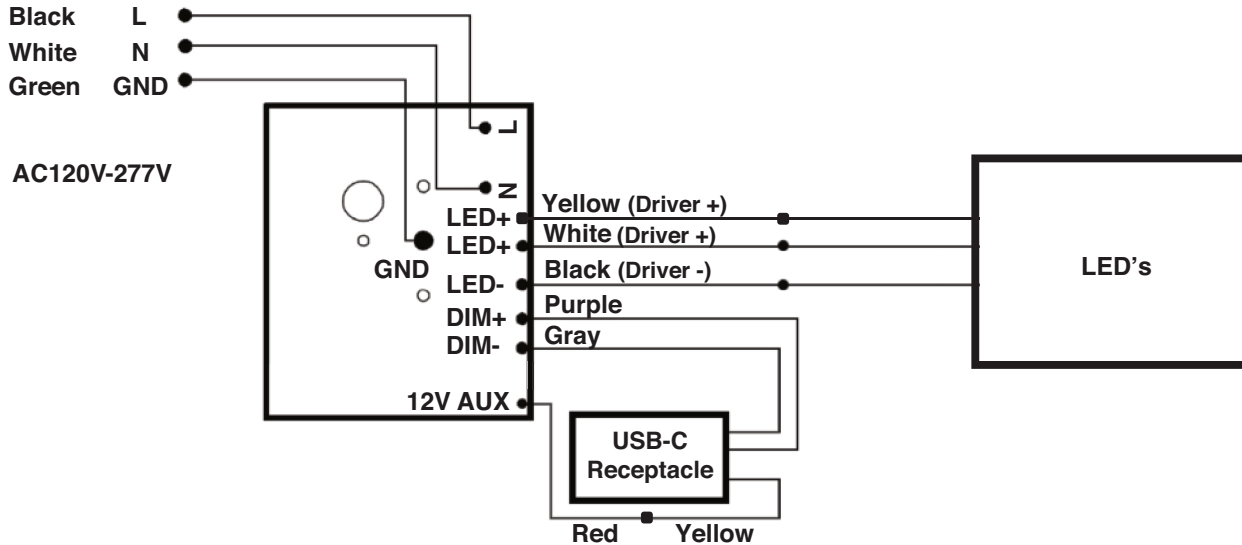 Black L
White N
Green GND
AC120V-277V
L
N
LED+ Yellow (Driver +)
LED+ White (Driver +)
GND
LED- Black (Driver -)
DIM+ Purple
DIM- Gray
12V AUX
LED's
USB-C
Receptacle
Red Yellow